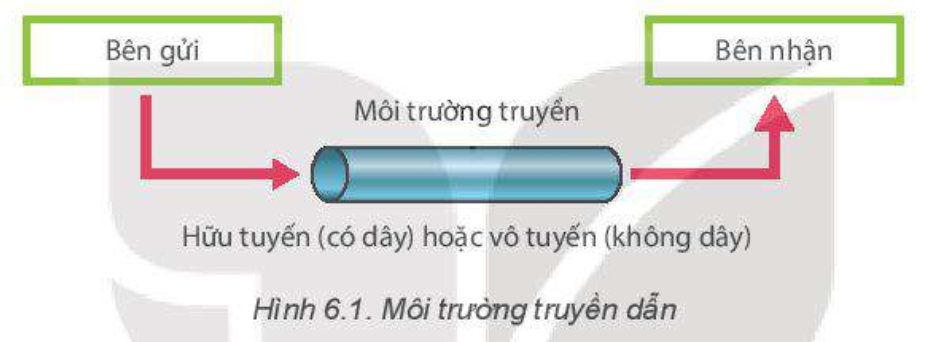 Bên gửi
Bên nhận
Môi trường truyền
Hữu tuyến (có dây) hoặc vô tuyến (không dây)
Hình 6.1. Môi trường truyền dẫn